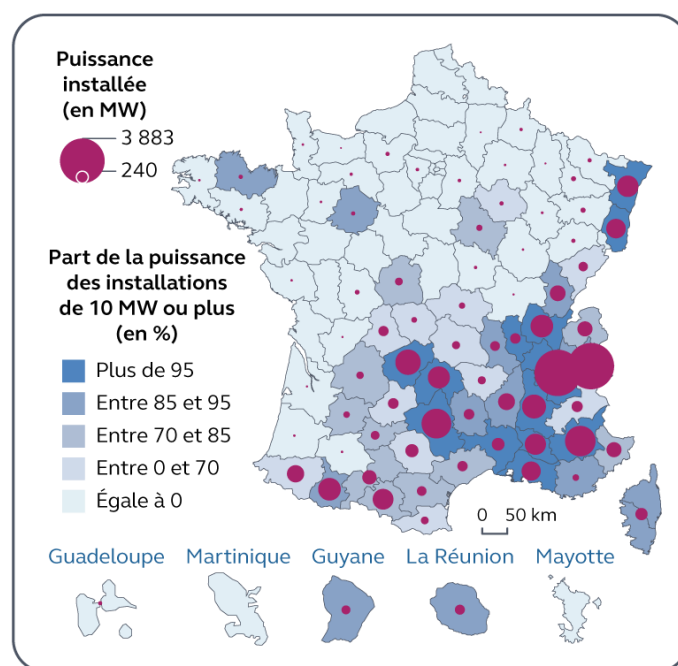 Puissance
installée
(en MW)
3 883
240
Part de la puissance
des installations
de 10 MW ou plus
(en %)
Plus de 95
Entre 85 et 95
Entre 70 et 85
Entre 0 et 70
Égale à 0
0 50 km
Guadeloupe Martinique Guyane La Réunion Mayotte